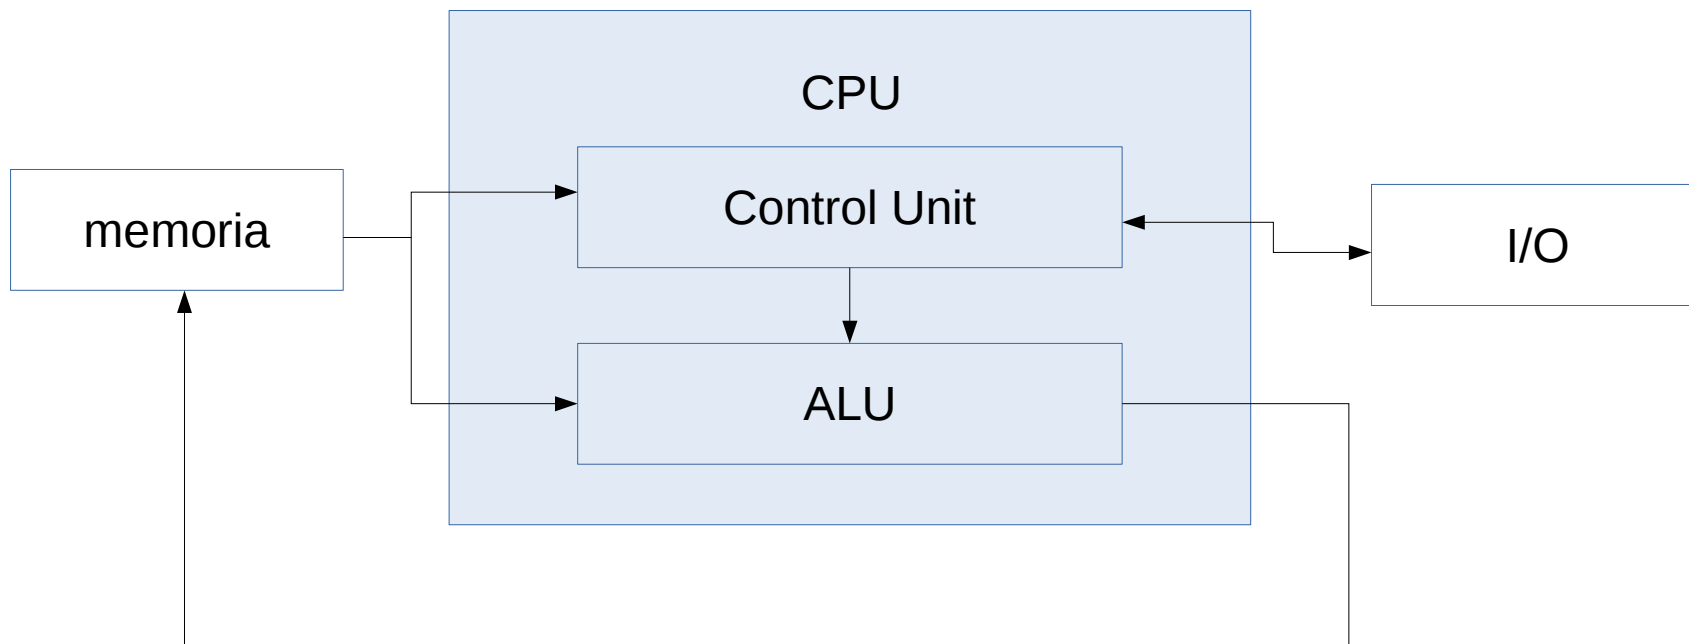 CPU
memoria
Control Unit
I/O
ALU